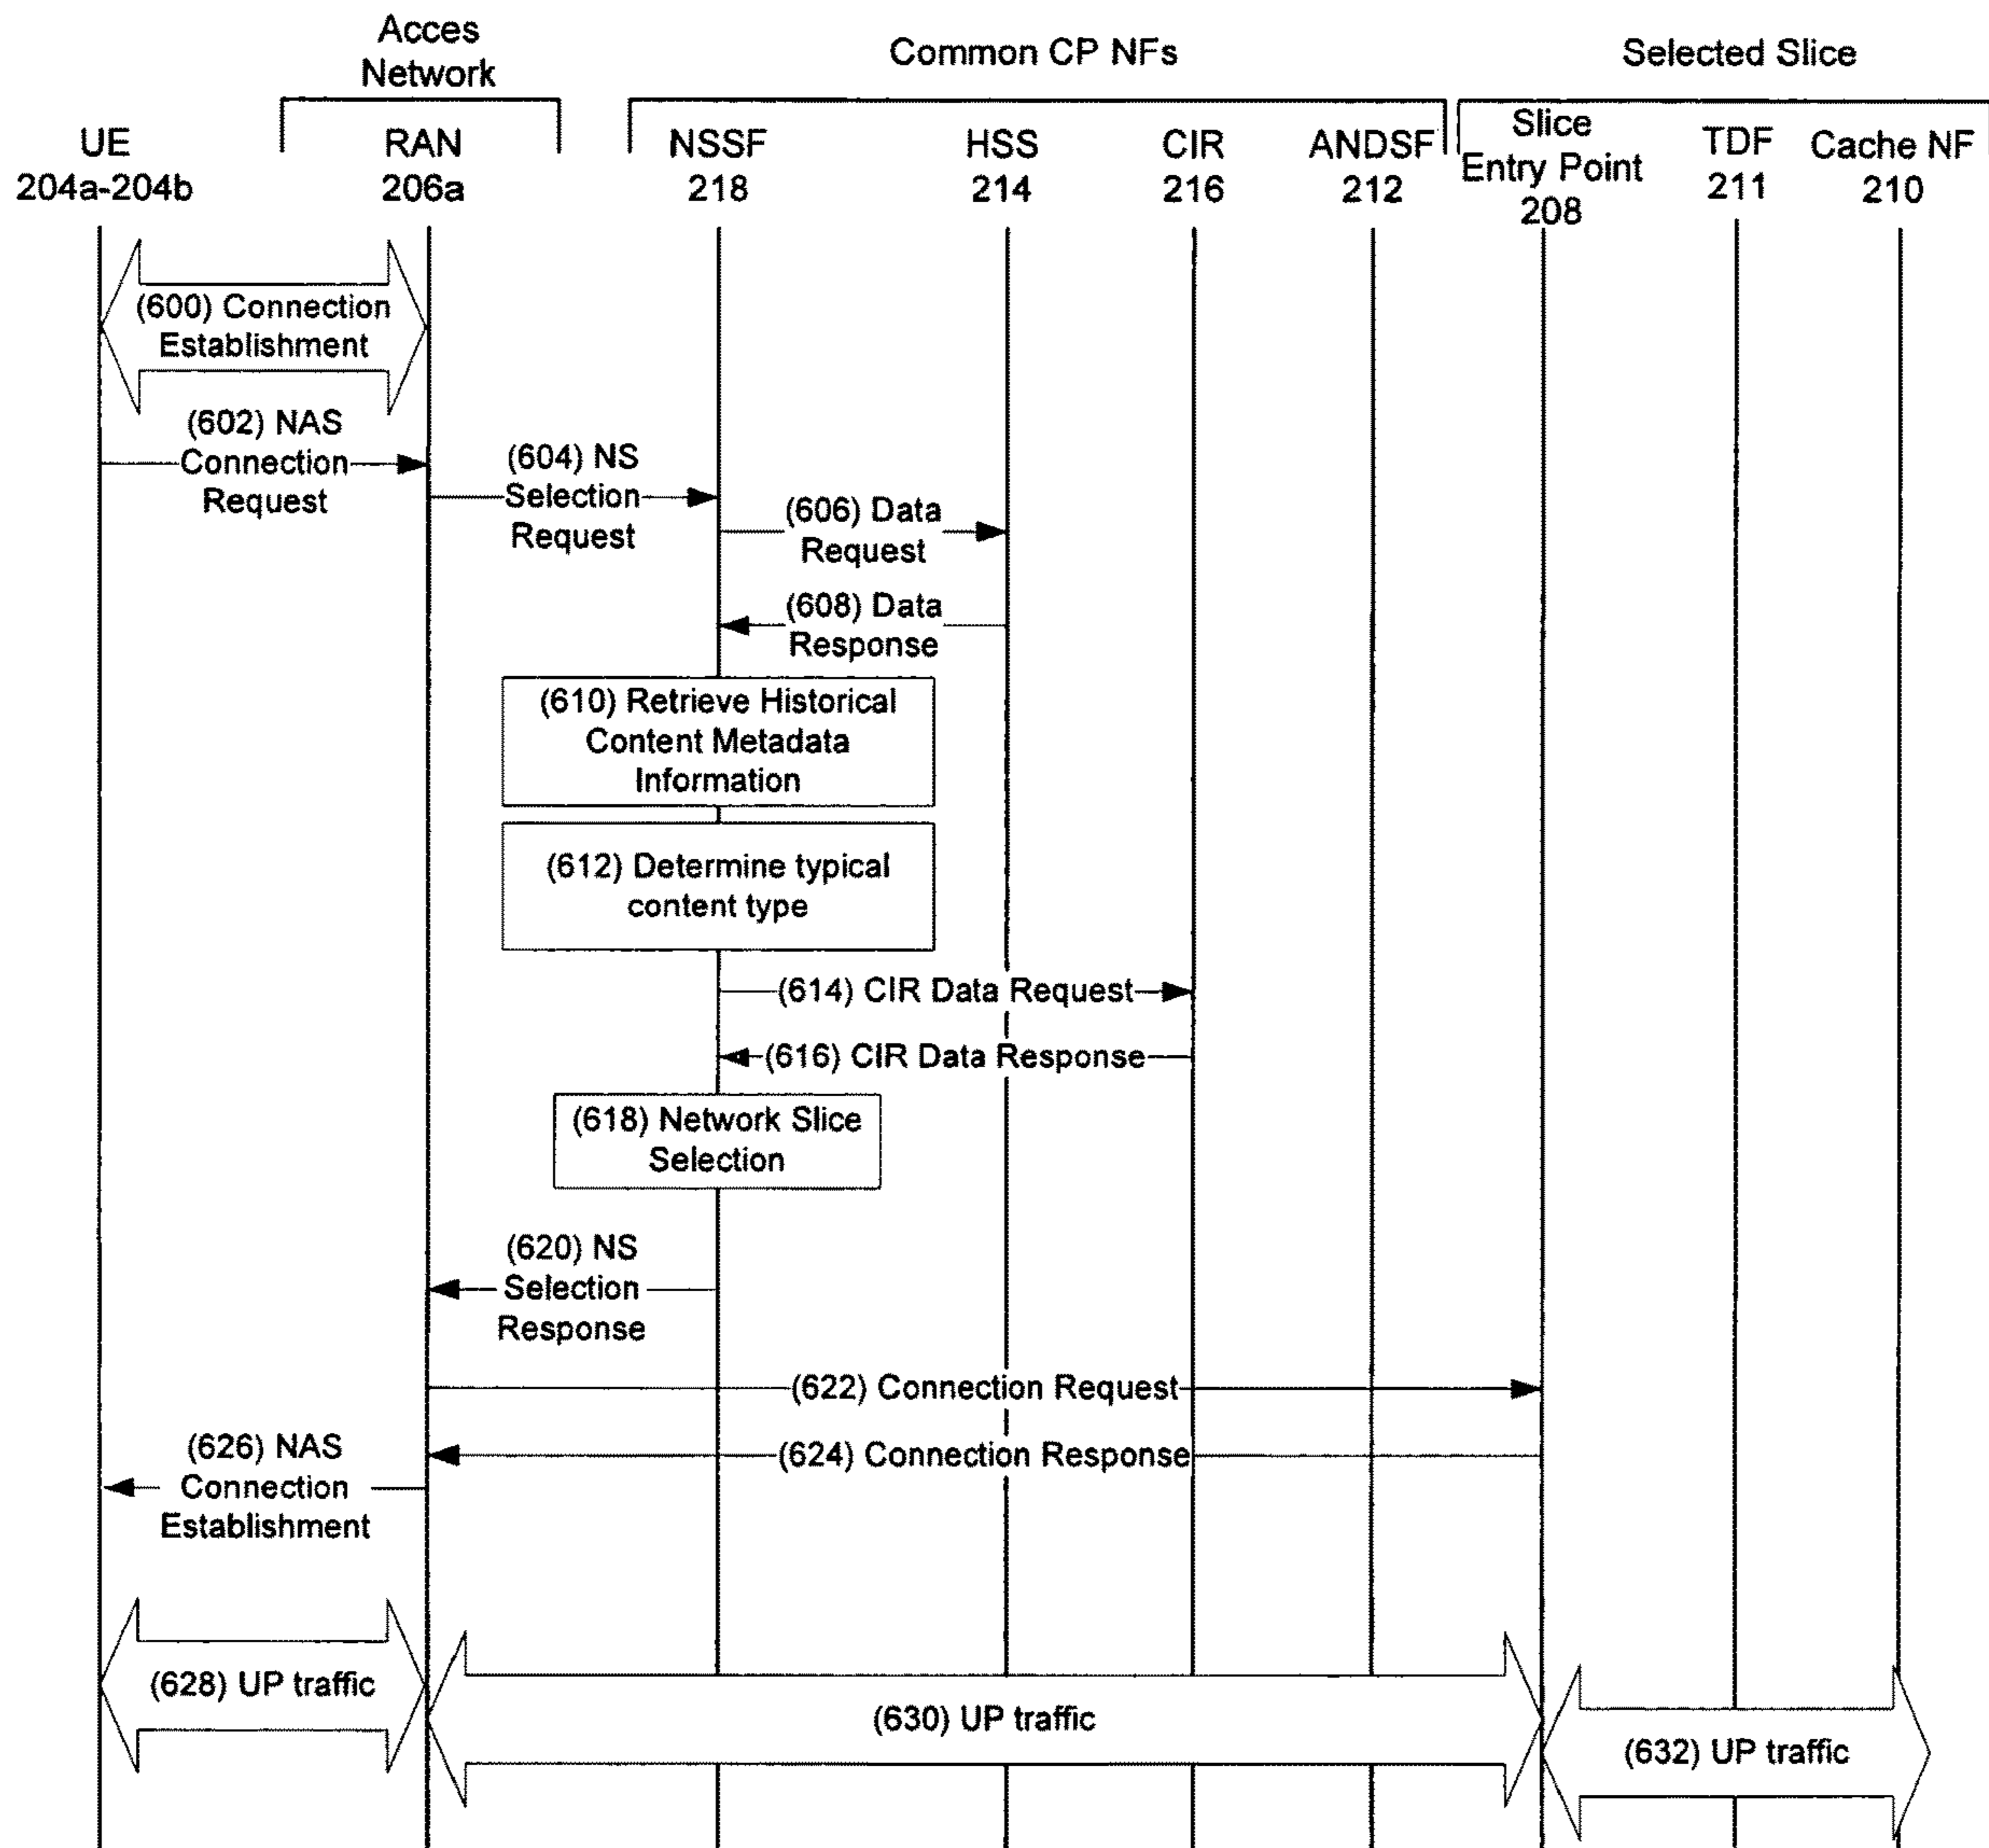 Acces
Network
Common CP NFs
Selected Slice
UE
204a-204b
RAN
206a
NSSF
218
HSS
214
CIR
216
ANDSF
212
Slice
Entry Point
208
TDF
211
Cache NF
210
(600) Connection
Establishment
(602) NAS
Connection
Request
(604) NS
Selection
Request
(606) Data
Request
(608) Data
Response
(610) Retrieve Historical
Content Metadata
Information
(612) Determine typical
content type
(614) CIR Data Request
(616) CIR Data Response
(618) Network Slice
Selection
(620) NS
Selection
Response
(622) Connection Request
(624) Connection Response
(626) NAS
Connection
Establishment
(628) UP traffic
(630) UP traffic
(632) UP traffic